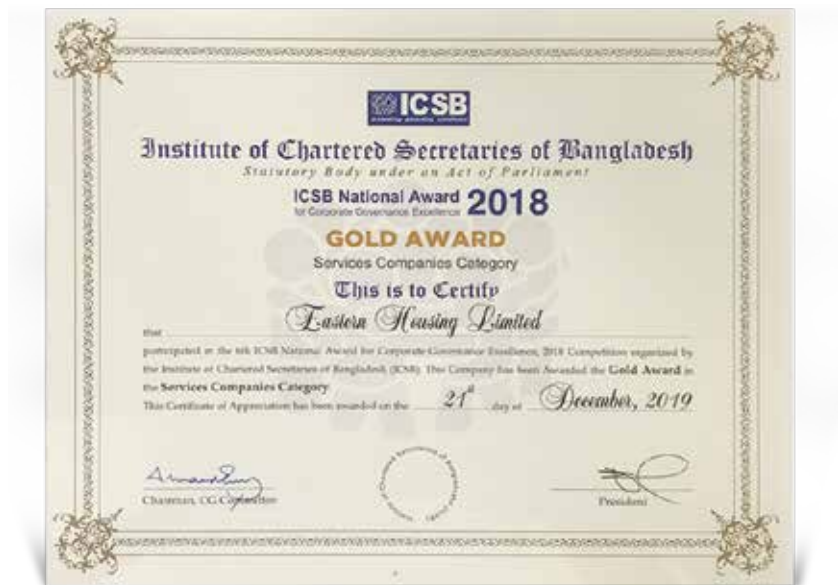 ICSB
Institute of Chartered Secretaries of Bangladesh
Statutory Body under an Act of Parliament
ICSB National Award 2018
for Corporate Governance Excellence
GOLD AWARD
Services Companies Category
This is to Certify
that Eastern Housing Limited
participated in the 6th ICSB National Award for Corporate Governance Excellence, 2018 Competition organized by
the Institute of Chartered Secretaries of Bangladesh (ICSB). This Company has been Awarded the Gold Award in
the Services Companies Category.
This Certificate of Appreciation has been awarded on the 21st day of December, 2019
Chairman, CG Committee
President